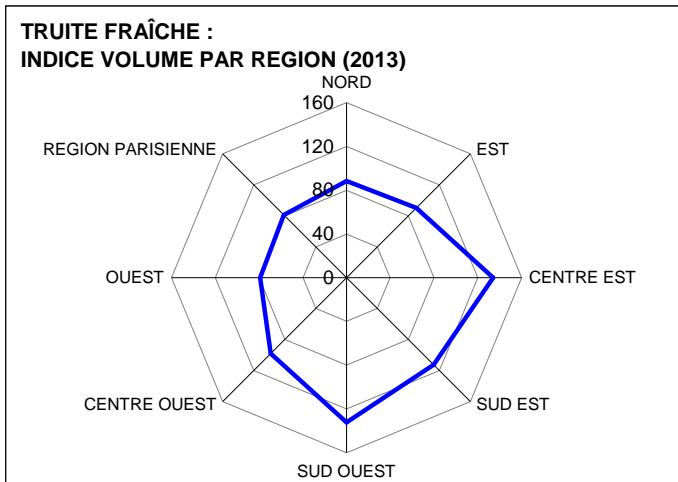 TRUITE FRAÎCHE :
INDICE VOLUME PAR REGION (2013)
NORD
160
REGION PARISIENNE
120
EST
80
40
OUEST
0
CENTRE EST
CENTRE OUEST
SUD EST
SUD OUEST